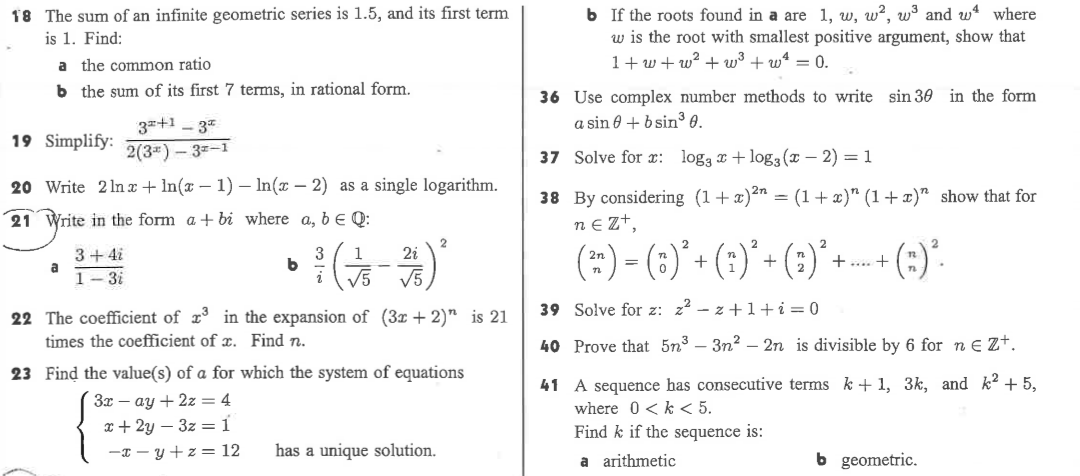 18 The sum of an infinite geometric series is 1.5, and its first term
is 1. Find:
a the common ratio
b the sum of its first 7 terms, in rational form.
19 Simplify: (3^(x+1) − 3^x) / (2(3^x) − 3^(x−1))
20 Write 2 ln x + ln(x − 1) − ln(x − 2) as a single logarithm.
21 Write in the form a + bi where a, b ∈ ℚ:
a (3 + 4i)/(1 − 3i) b 3/i (1/√5 − 2i/√5)²
22 The coefficient of x³ in the expansion of (3x + 2)ⁿ is 21
times the coefficient of x. Find n.
23 Find the value(s) of a for which the system of equations
3x − ay + 2z = 4
x + 2y − 3z = 1
−x − y + z = 12 has a unique solution.
b If the roots found in a are 1, w, w², w³ and w⁴ where
w is the root with smallest positive argument, show that
1 + w + w² + w³ + w⁴ = 0.
36 Use complex number methods to write sin 3θ in the form
a sin θ + b sin³ θ.
37 Solve for x: log₃ x + log₃(x − 2) = 1
38 By considering (1 + x)²ⁿ = (1 + x)ⁿ (1 + x)ⁿ show that for
n ∈ ℤ⁺,
(2n n) = (n 0)² + (n 1)² + (n 2)² + .... + (n n)².
39 Solve for z: z² − z + 1 + i = 0
40 Prove that 5n³ − 3n² − 2n is divisible by 6 for n ∈ ℤ⁺.
41 A sequence has consecutive terms k + 1, 3k, and k² + 5,
where 0 < k < 5.
Find k if the sequence is:
a arithmetic b geometric.